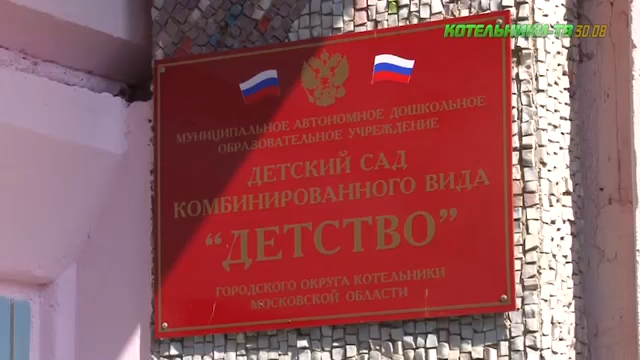 КОТЕЛЬНИКИ-ТВ 30.08
МУНИЦИПАЛЬНОЕ АВТОНОМНОЕ ДОШКОЛЬНОЕ
ОБРАЗОВАТЕЛЬНОЕ УЧРЕЖДЕНИЕ
ДЕТСКИЙ САД
КОМБИНИРОВАННОГО ВИДА
“ДЕТСТВО”
ГОРОДСКОГО ОКРУГА КОТЕЛЬНИКИ
МОСКОВСКОЙ ОБЛАСТИ